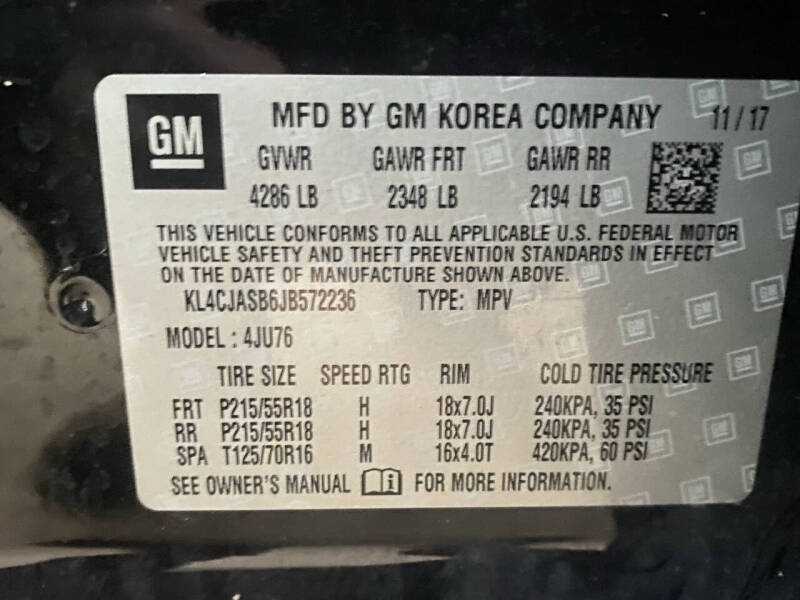 GM
MFD BY GM KOREA COMPANY 11/17
GVWR GAWR FRT GAWR RR
4286 LB 2348 LB 2194 LB
THIS VEHICLE CONFORMS TO ALL APPLICABLE U.S. FEDERAL MOTOR
VEHICLE SAFETY AND THEFT PREVENTION STANDARDS IN EFFECT
ON THE DATE OF MANUFACTURE SHOWN ABOVE.
KL4CJASB6JB572236 TYPE: MPV
MODEL : 4JU76
TIRE SIZE SPEED RTG RIM COLD TIRE PRESSURE
FRT P215/55R18 H 18x7.0J 240KPA, 35 PSI
RR P215/55R18 H 18x7.0J 240KPA, 35 PSI
SPA T125/70R16 M 16x4.0T 420KPA, 60 PSI
SEE OWNER'S MANUAL i FOR MORE INFORMATION.